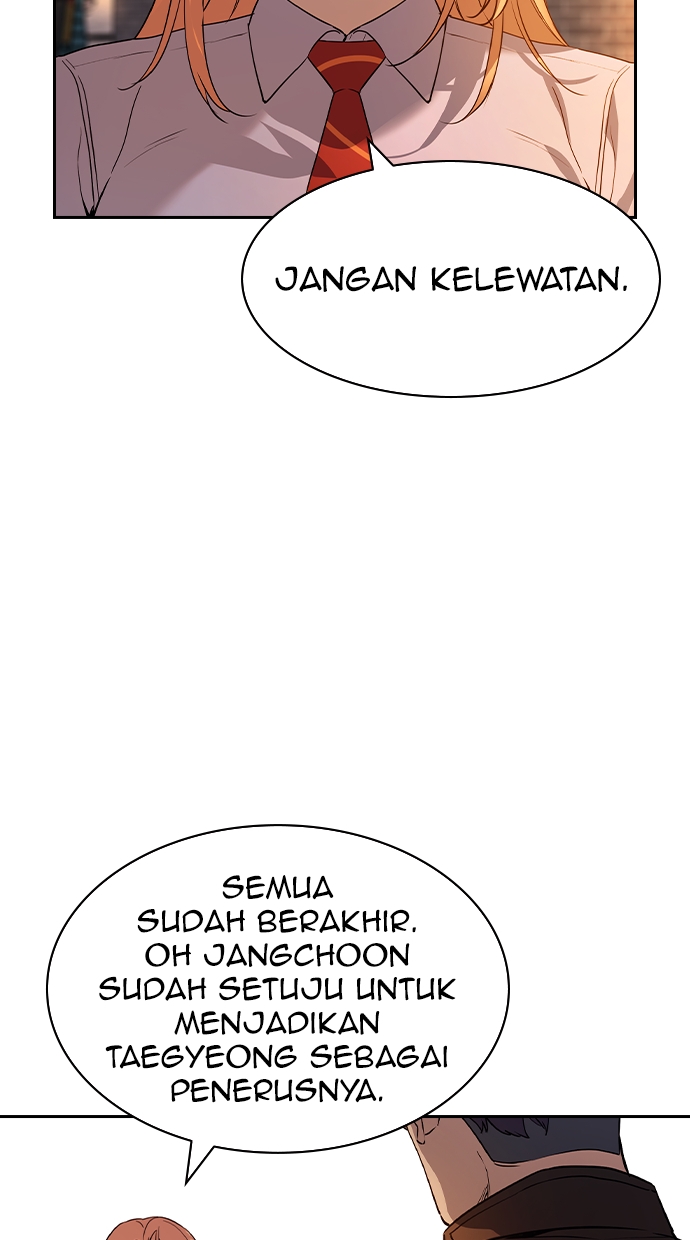 JANGAN KELEWATAN.
SEMUA
SUDAH BERAKHIR.
OH JANGCHOON
SUDAH SETUJU UNTUK
MENJADIKAN
TAEGYEONG SEBAGAI
PENERUSNYA.